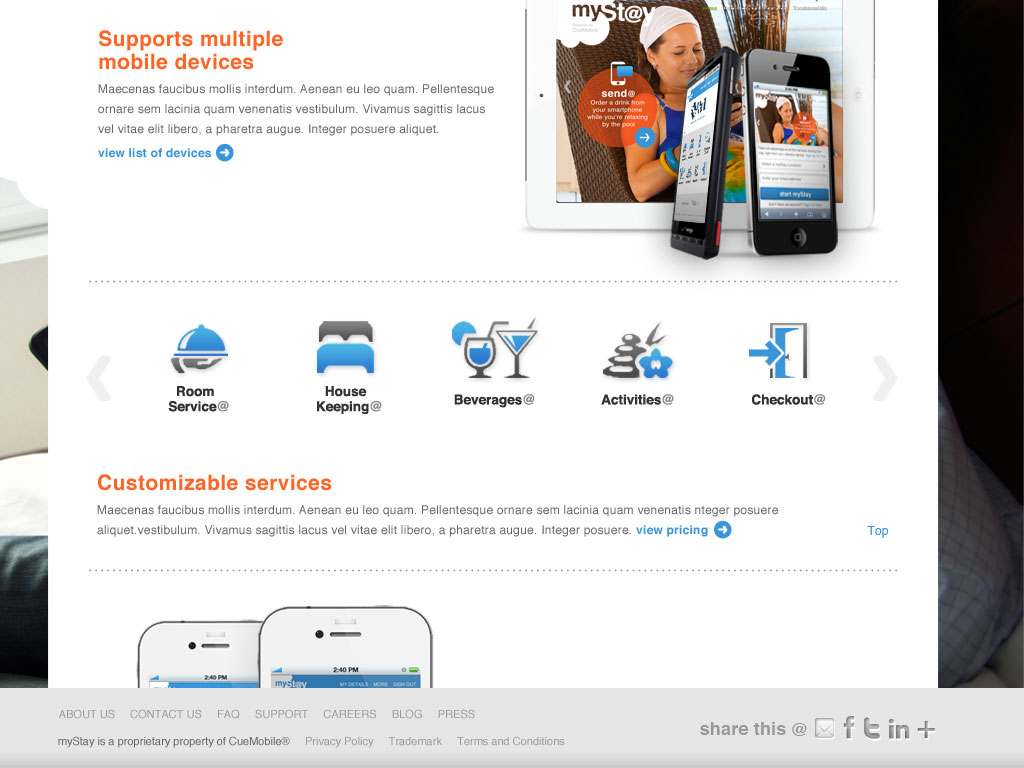 mySt@y
Powered by
CueMobile
Testimonials
Supports multiple
mobile devices
Maecenas faucibus mollis interdum. Aenean eu leo quam. Pellentesque
ornare sem lacinia quam venenatis vestibulum. Vivamus sagittis lacus
vel vitae elit libero, a pharetra augue. Integer posuere aliquet.
view list of devices
send@
Order a drink from
your smartphone
while you're relaxing
by the pool
start myStay
Room
Service@
House
Keeping@
Beverages@
Activities@
Checkout@
Customizable services
Maecenas faucibus mollis interdum. Aenean eu leo quam. Pellentesque ornare sem lacinia quam venenatis nteger posuere
aliquet.vestibulum. Vivamus sagittis lacus vel vitae elit libero, a pharetra augue. Integer posuere. view pricing
Top
2:40 PM
2:40 PM
mySt@y MY DETAILS MORE SIGN OUT
ABOUT US CONTACT US FAQ SUPPORT CAREERS BLOG PRESS
myStay is a proprietary property of CueMobile® Privacy Policy Trademark Terms and Conditions
share this @